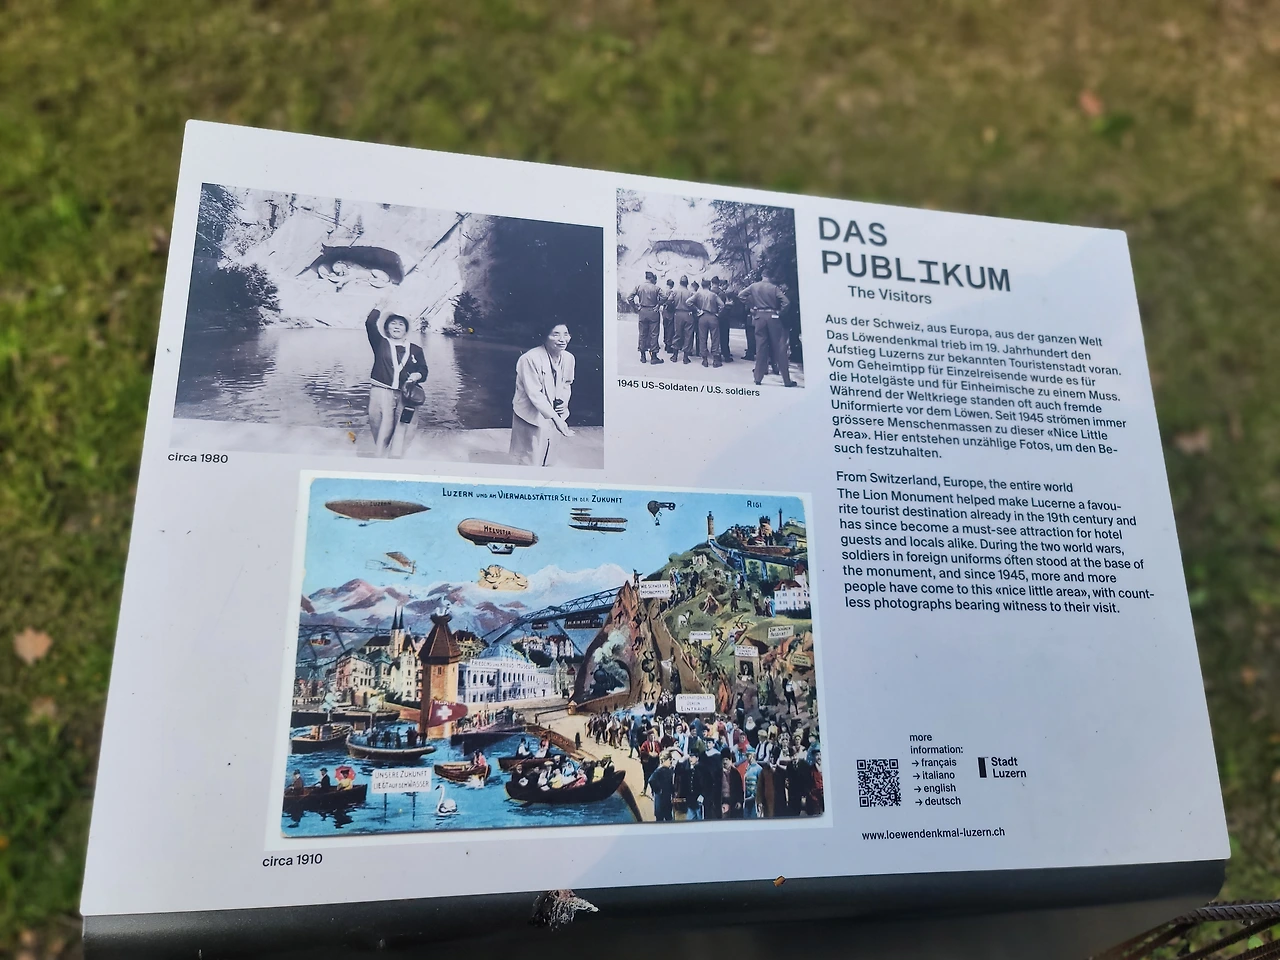 DAS
PUBLIKUM
The Visitors
Aus der Schweiz, aus Europa, aus der ganzen Welt
Das Löwendenkmal trieb im 19. Jahrhundert den
Aufstieg Luzerns zur bekannten Touristenstadt voran.
Vom Geheimtipp für Einzelreisende wurde es für
die Hotelgäste und für Einheimische zu einem Muss.
Während der Weltkriege standen oft auch fremde
Uniformierte vor dem Löwen. Seit 1945 strömen immer
grössere Menschenmassen zu dieser «Nice Little
Area». Hier entstehen unzählige Fotos, um den Be-
such festzuhalten.
From Switzerland, Europe, the entire world
The Lion Monument helped make Lucerne a favou-
rite tourist destination already in the 19th century and
has since become a must-see attraction for hotel
guests and locals alike. During the two world wars,
soldiers in foreign uniforms often stood at the base of
the monument, and since 1945, more and more
people have come to this «nice little area», with count-
less photographs bearing witness to their visit.
circa 1980
1945 US-Soldaten / U.S. soldiers
LUZERN UND AM VIERWALDSTÄTTER SEE IN DER ZUKUNFT
RIGI
HELVETIA
UNSERE ZUKUNFT
LIEGT AUF DEM WASSER
circa 1910
more
information:
→ français
→ italiano
→ english
→ deutsch
Stadt
Luzern
www.loewendenkmal-luzern.ch